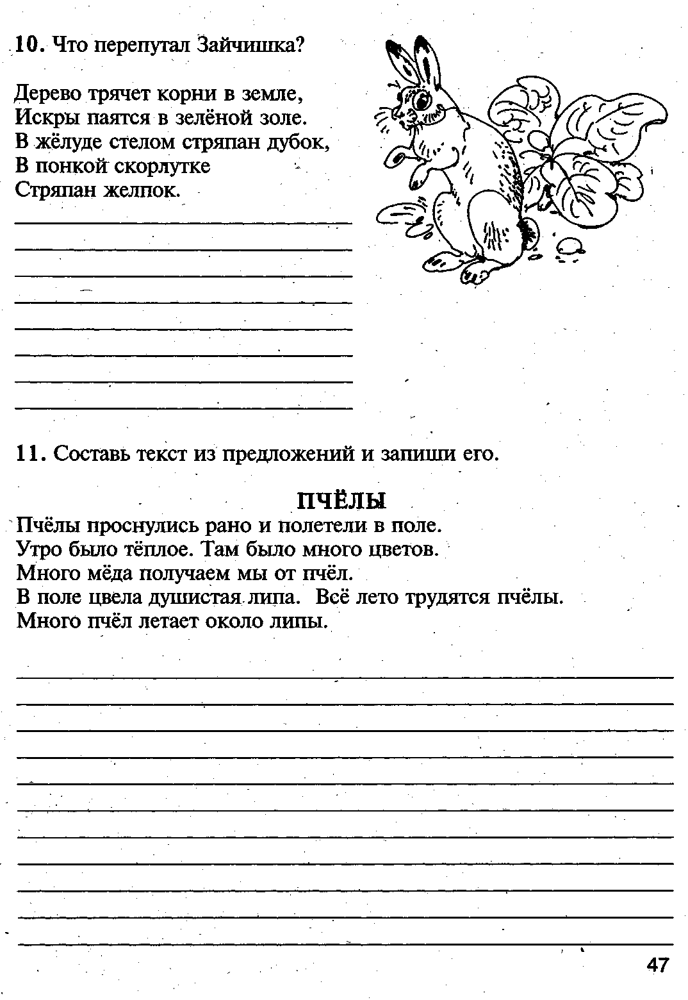 10. Что перепутал Зайчишка?
Дерево трячет корни в земле,
Искры паятся в зелёной золе.
В жёлуде стелом стряпан дубок,
В понкой скорлутке
Стряпан желпок.
11. Составь текст из предложений и запиши его.
ПЧЁЛЫ
Пчёлы проснулись рано и полетели в поле.
Утро было тёплое. Там было много цветов.
Много мёда получаем мы от пчёл.
В поле цвела душистая липа. Всё лето трудятся пчёлы.
Много пчёл летает около липы.
47